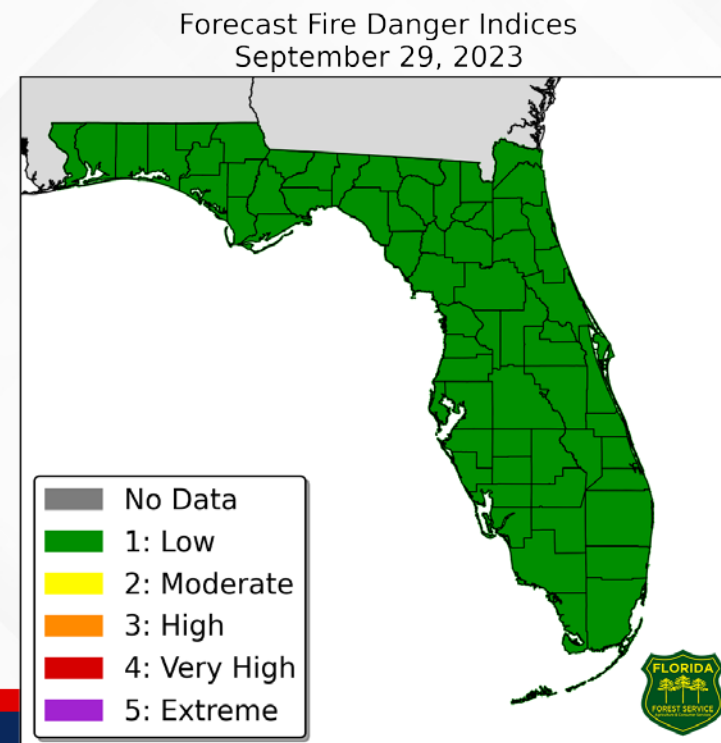 Forecast Fire Danger Indices
September 29, 2023
No Data
1: Low
2: Moderate
3: High
4: Very High
5: Extreme
FLORIDA
FOREST SERVICE